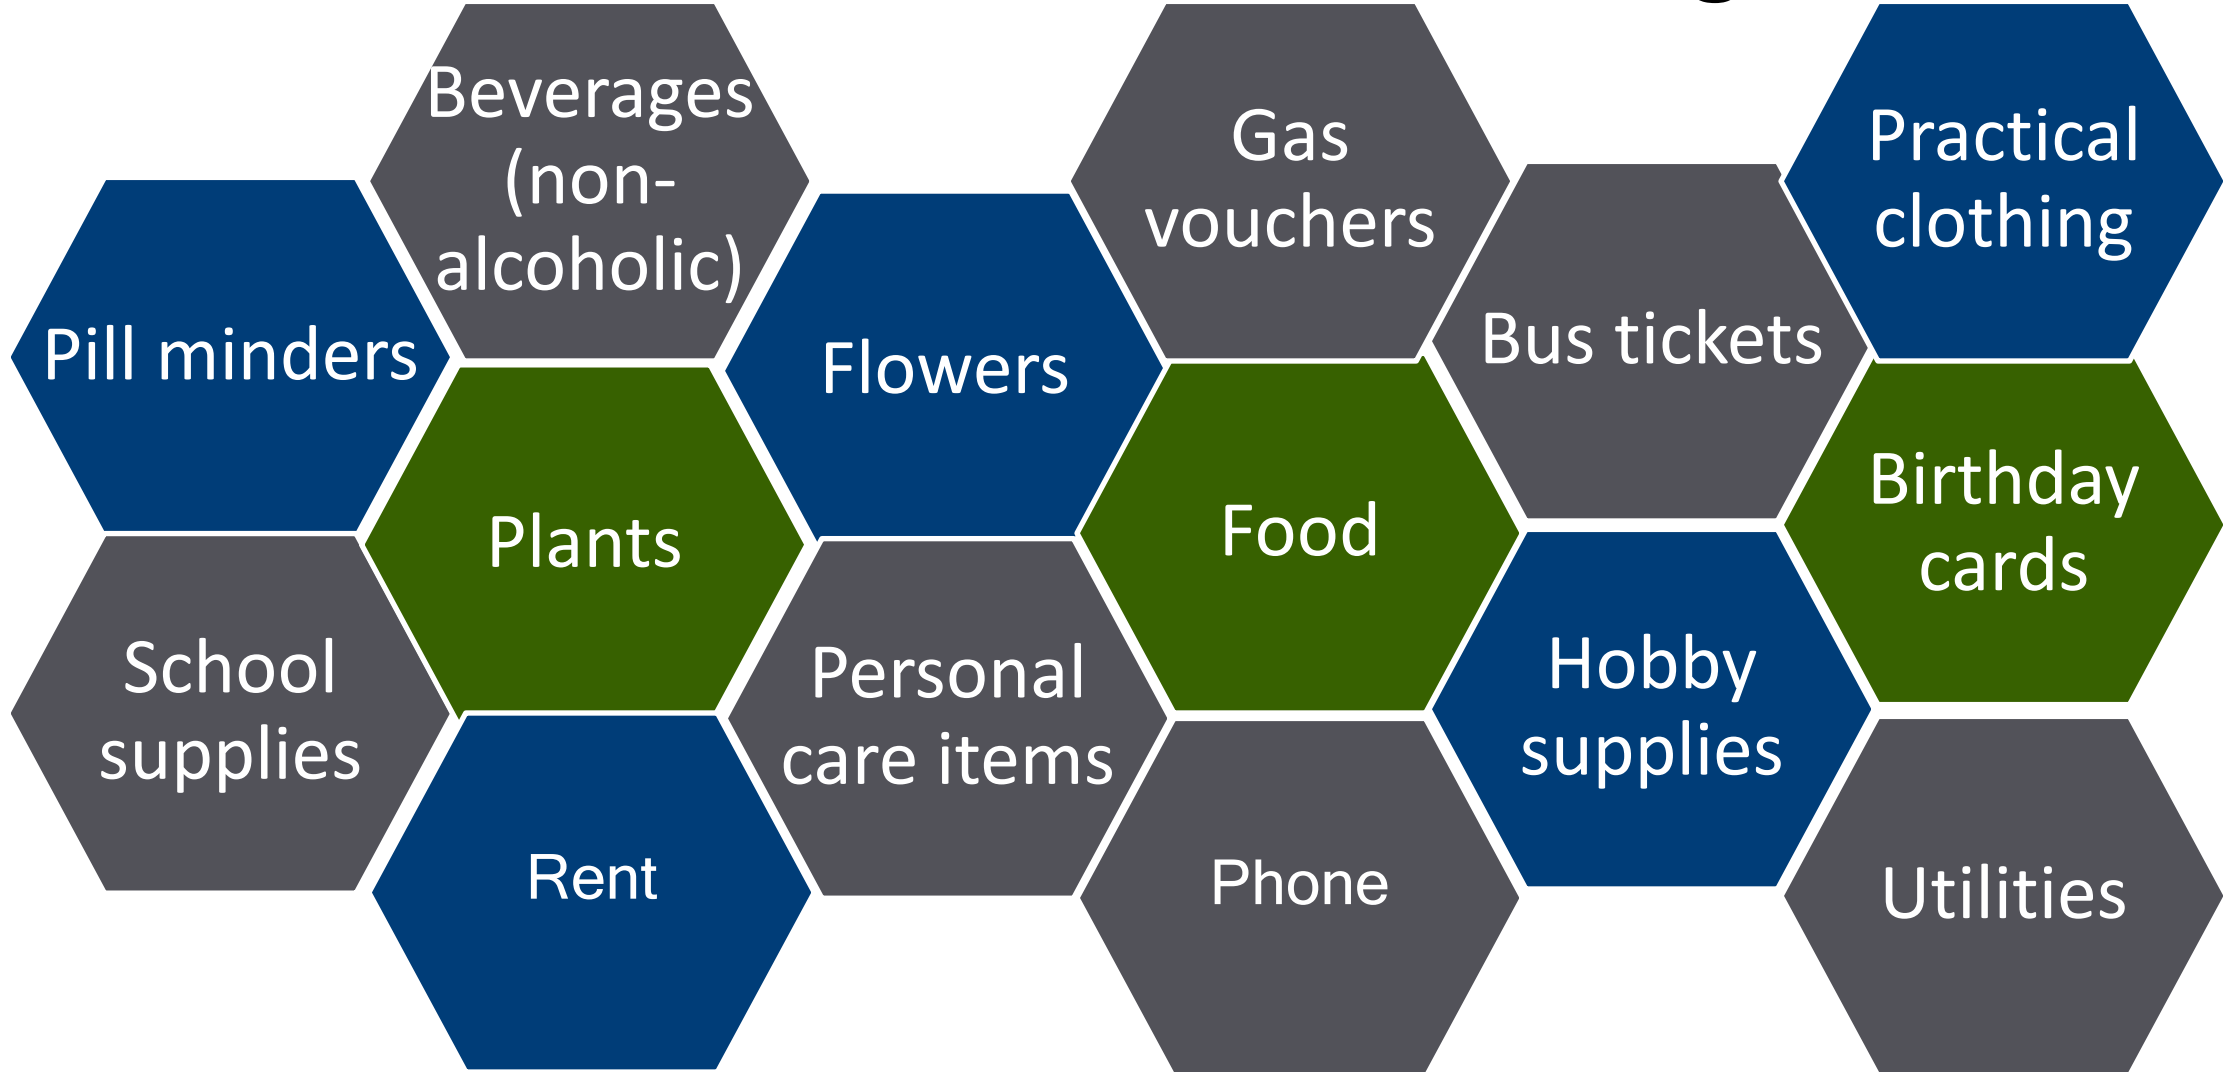 Beverages
(non-
alcoholic)
Gas
vouchers
Practical
clothing
Pill minders
Flowers
Bus tickets
Plants
Food
Birthday
cards
School
supplies
Personal
care items
Hobby
supplies
Rent
Phone
Utilities